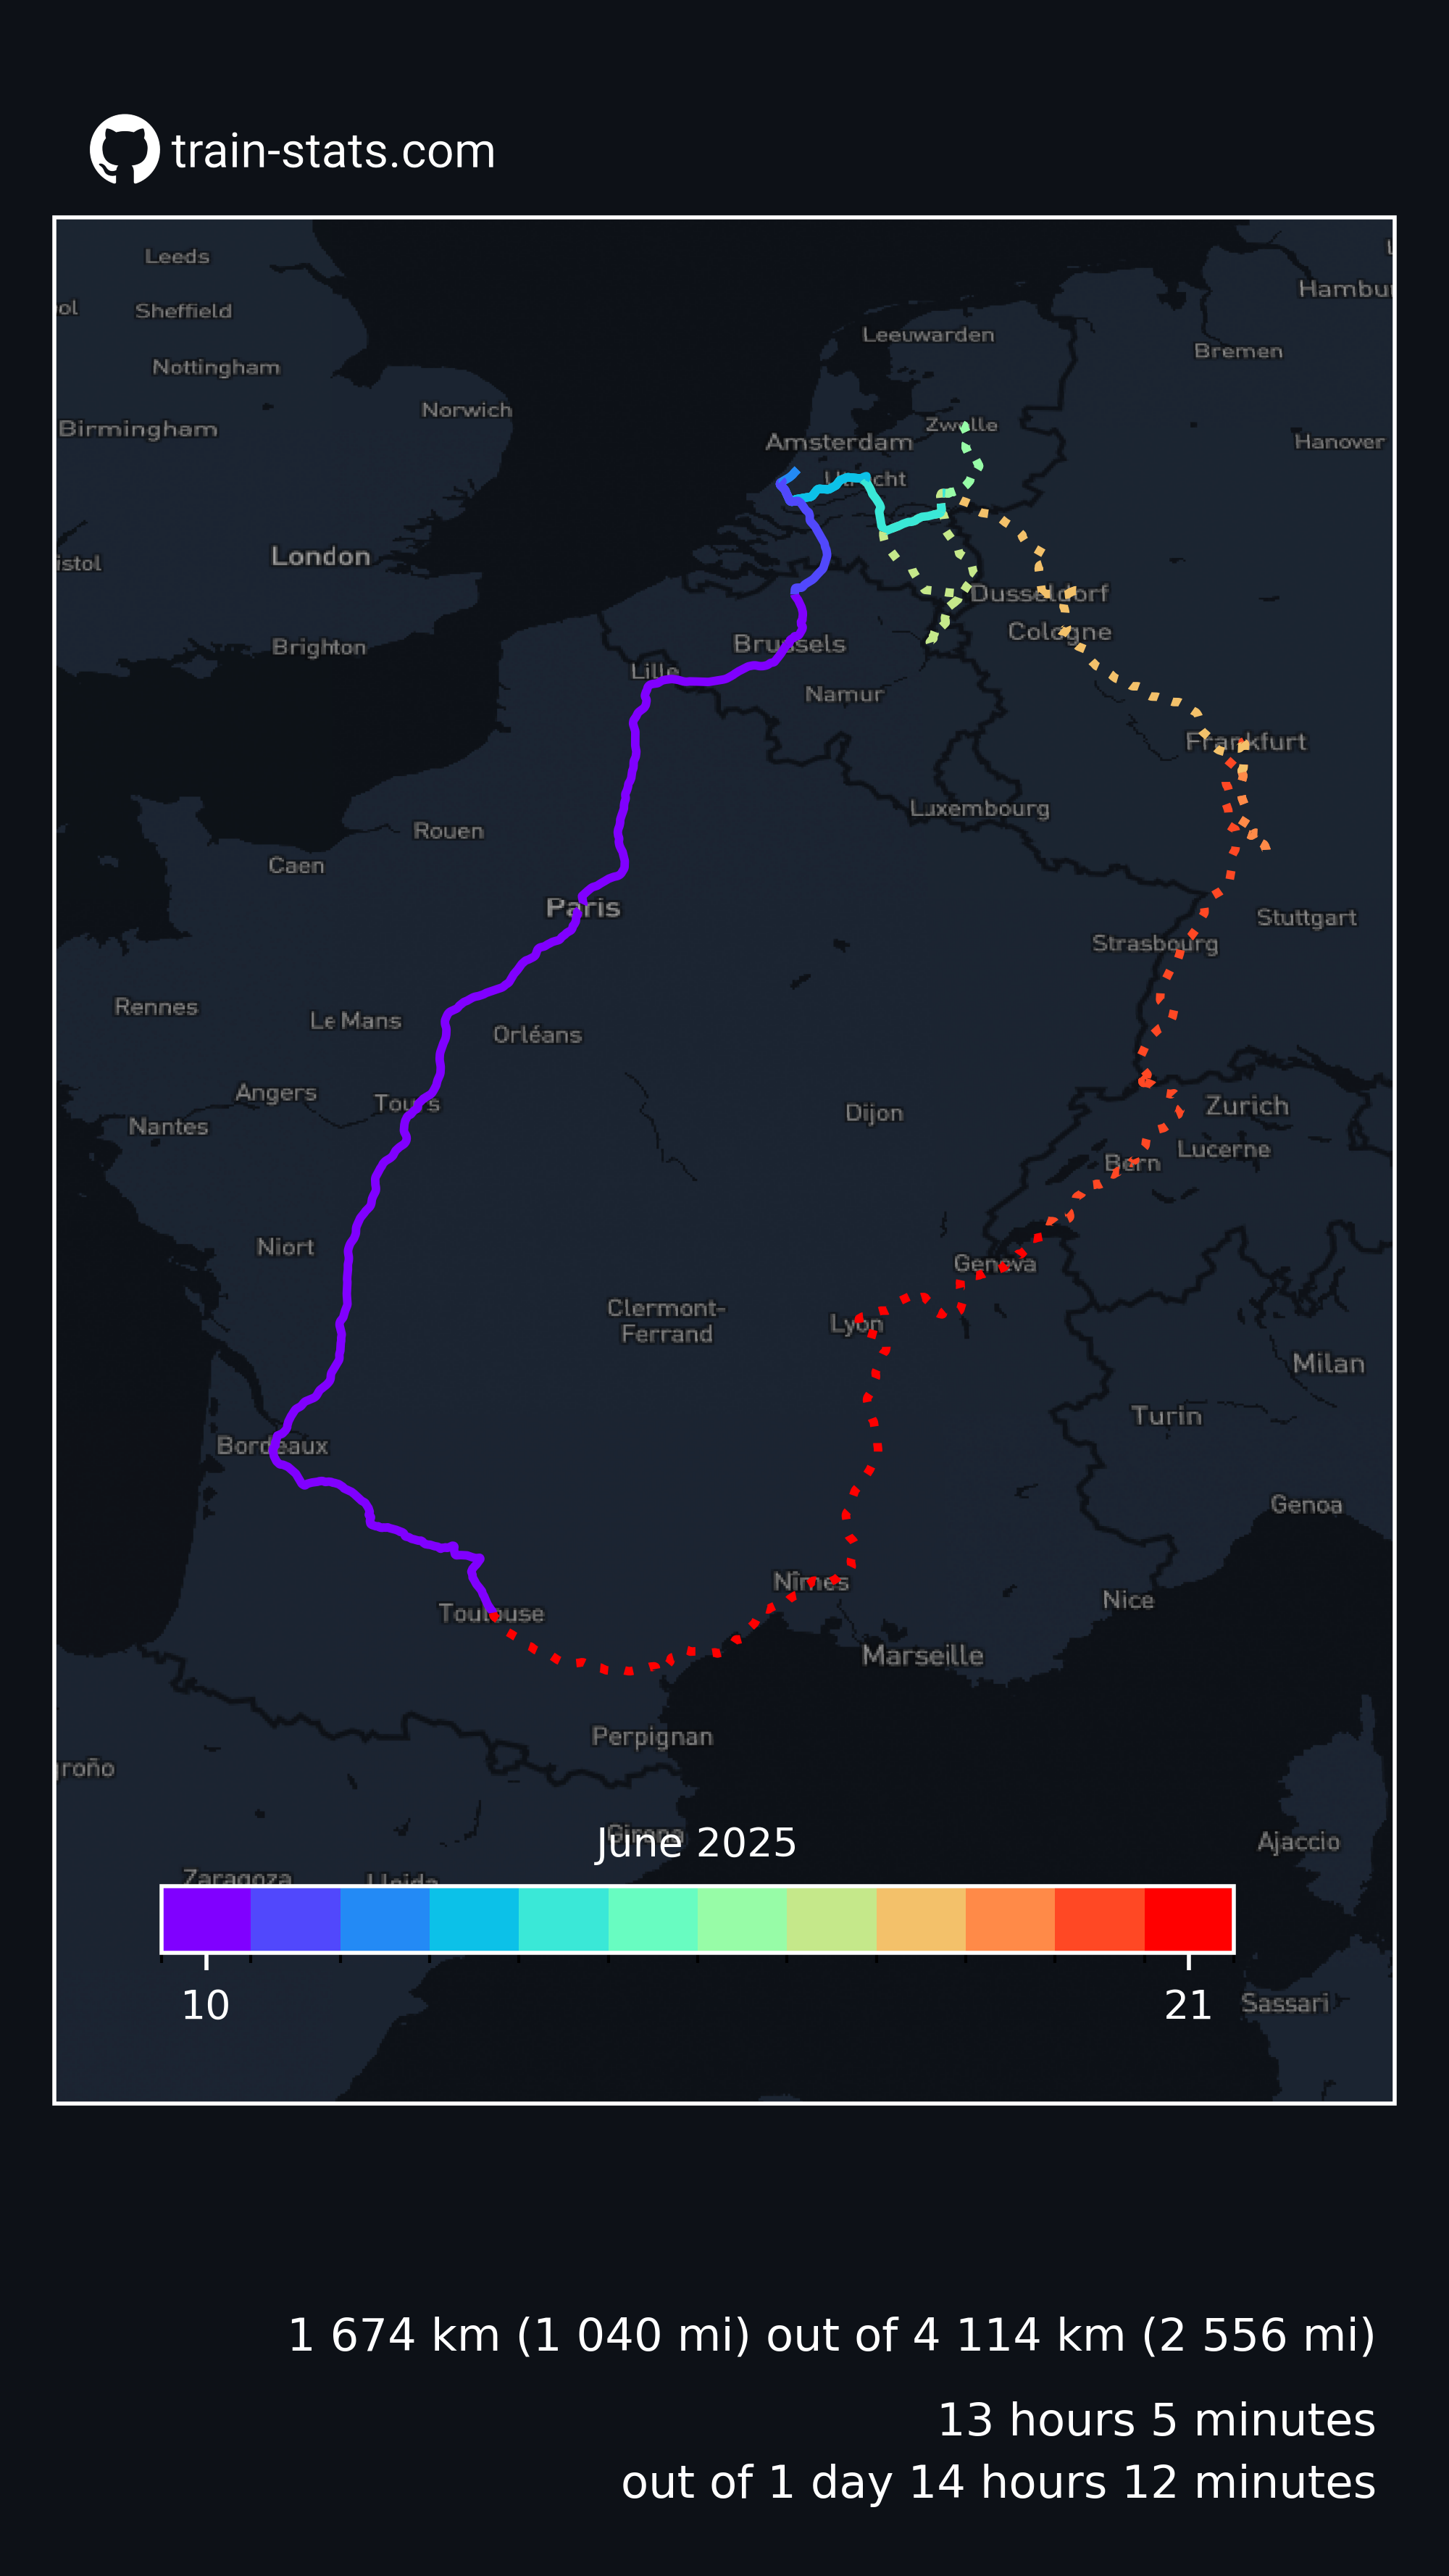 train-stats.com
Leeds
Hambu
ol
Sheffield
Leeuwarden
Bremen
Nottingham
Norwich
Zwolle
Birmingham
Amsterdam
Hanover
Utrecht
London
istol
Dusseldorf
Cologne
Brighton
Brussels
Lille
Namur
Frankfurt
Luxembourg
Rouen
Caen
Paris
Stuttgart
Strasbourg
Rennes
Le Mans
Orléans
Angers
Tours
Zurich
Dijon
Nantes
Lucerne
Bern
Niort
Geneva
Clermont-
Ferrand
Lyon
Milan
Turin
Bordeaux
Genoa
Nîmes
Nice
Toulouse
Marseille
Perpignan
groño
Girona
June 2025
Ajaccio
Zaragoza
Lleida
10
21
Sassari
1 674 km (1 040 mi) out of 4 114 km (2 556 mi)
13 hours 5 minutes
out of 1 day 14 hours 12 minutes